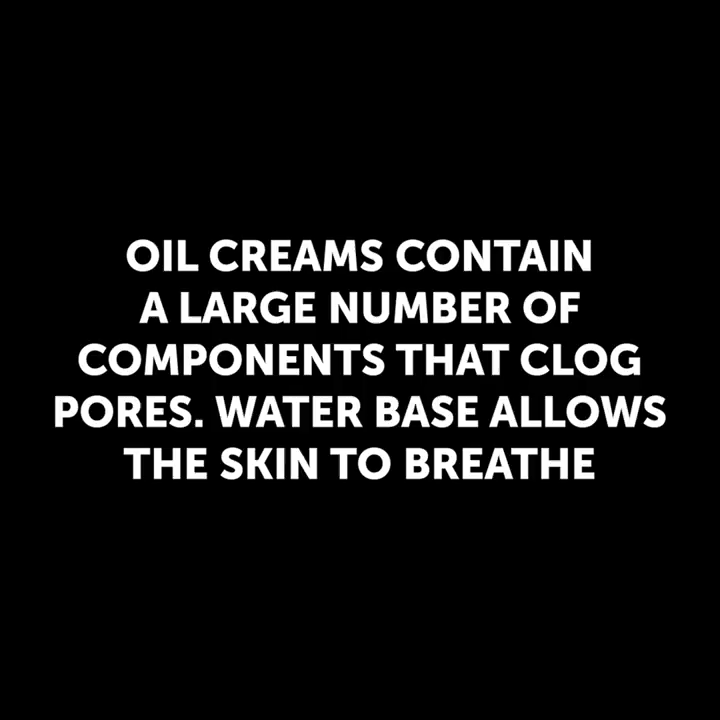 OIL CREAMS CONTAIN
A LARGE NUMBER OF
COMPONENTS THAT CLOG
PORES. WATER BASE ALLOWS
THE SKIN TO BREATHE